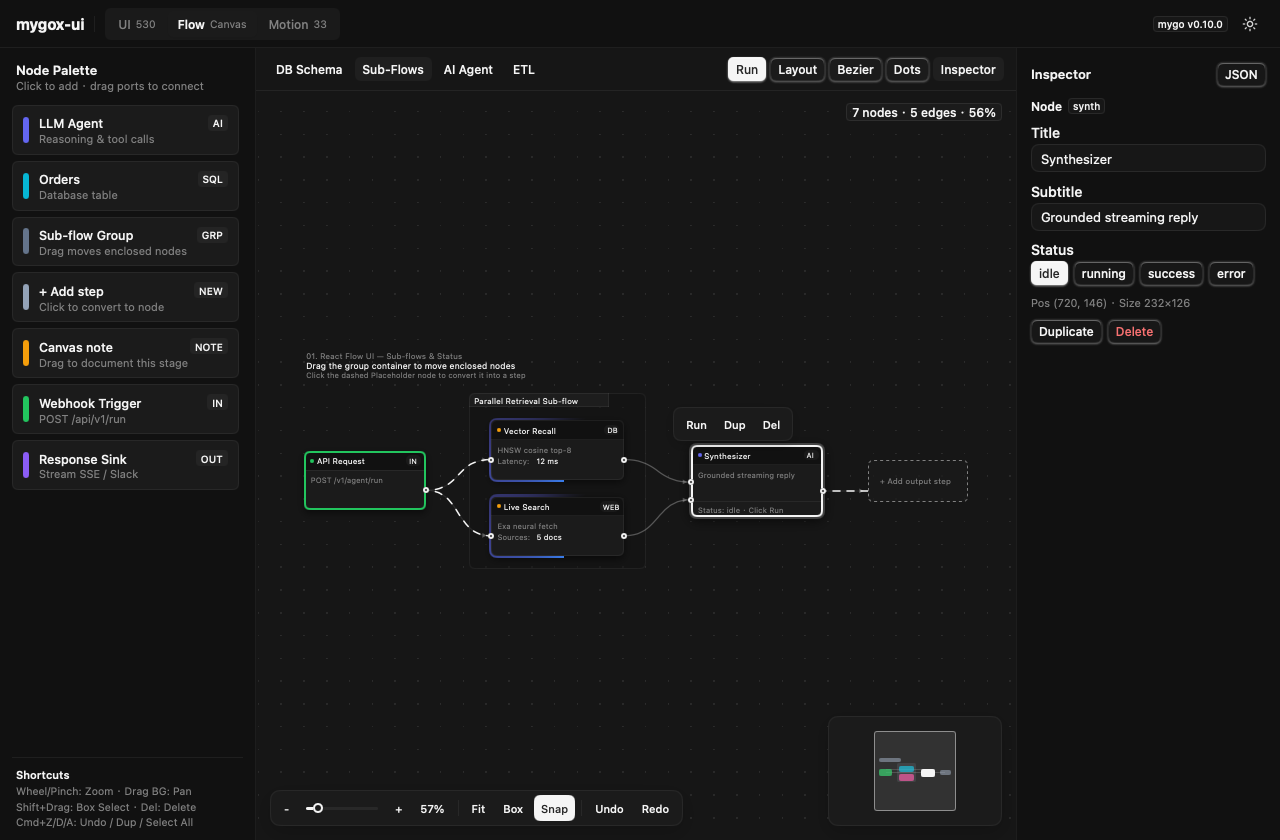 mygox-ui
UI 530
Flow Canvas
Motion 33
mygo v0.10.0
Node Palette
Click to add · drag ports to connect
LLM Agent
AI
Reasoning & tool calls
Orders
SQL
Database table
Sub-flow Group
GRP
Drag moves enclosed nodes
+ Add step
NEW
Click to convert to node
Canvas note
NOTE
Drag to document this stage
Webhook Trigger
IN
POST /api/v1/run
Response Sink
OUT
Stream SSE / Slack
Shortcuts
Wheel/Pinch: Zoom · Drag BG: Pan
Shift+Drag: Box Select · Del: Delete
Cmd+Z/D/A: Undo / Dup / Select All
DB Schema
Sub-Flows
AI Agent
ETL
Run
Layout
Bezier
Dots
Inspector
7 nodes · 5 edges · 56%
01. React Flow UI — Sub-flows & Status
Drag the group container to move enclosed nodes
Click the dashed Placeholder node to convert it into a step
Parallel Retrieval Sub-flow
API Request
IN
POST /v1/agent/run
Vector Recall
DB
HNSW cosine top-8
Latency: 12 ms
Live Search
WEB
Exa neural fetch
Sources: 5 docs
Run
Dup
Del
Synthesizer
AI
Grounded streaming reply
Status: idle · Click Run
+ Add output step
-
+
57%
Fit
Box
Snap
Undo
Redo
Inspector
JSON
Node synth
Title
Synthesizer
Subtitle
Grounded streaming reply
Status
idle
running
success
error
Pos (720, 146) · Size 232×126
Duplicate
Delete